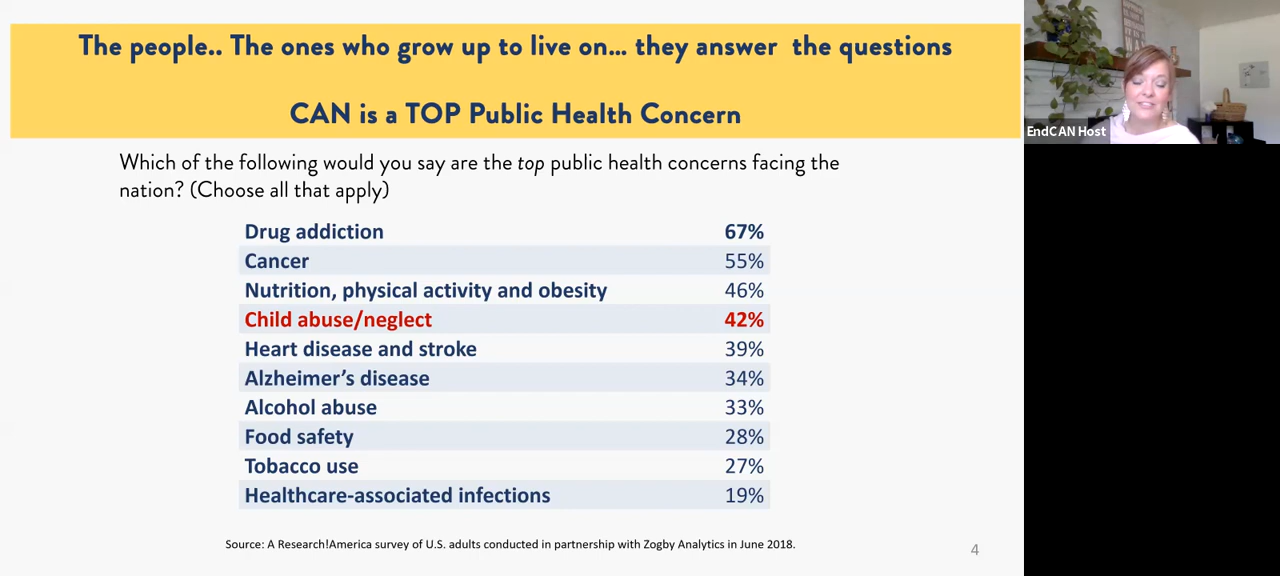 The people.. The ones who grow up to live on... they answer the questions
CAN is a TOP Public Health Concern
EndCAN Host
Which of the following would you say are the top public health concerns facing the
nation? (Choose all that apply)
Drug addiction 67%
Cancer 55%
Nutrition, physical activity and obesity 46%
Child abuse/neglect 42%
Heart disease and stroke 39%
Alzheimer’s disease 34%
Alcohol abuse 33%
Food safety 28%
Tobacco use 27%
Healthcare-associated infections 19%
Source: A Research!America survey of U.S. adults conducted in partnership with Zogby Analytics in June 2018.
4